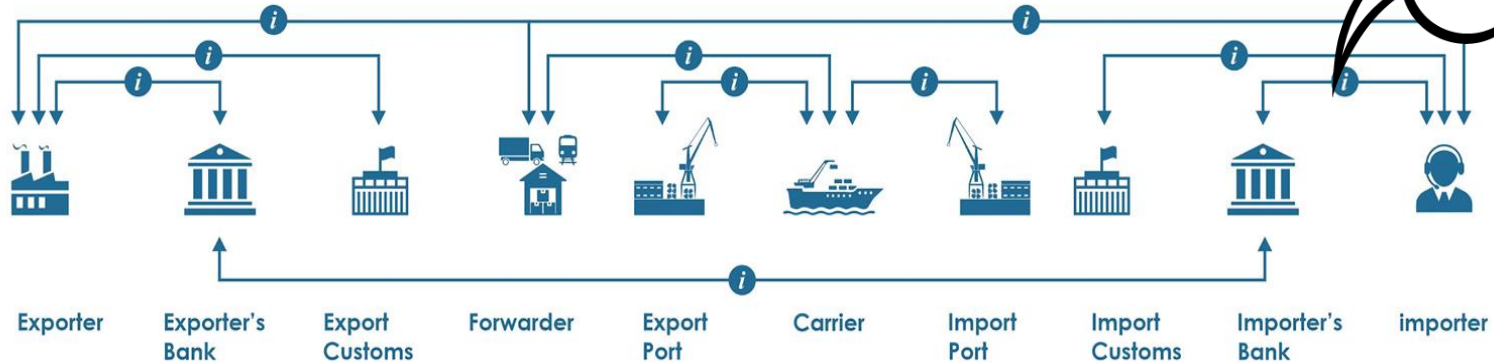 i i
i i i
i i i i
i
Exporter Exporter's Export Forwarder Export Carrier Import Import Importer's importer
Bank Customs Port Port Customs Bank